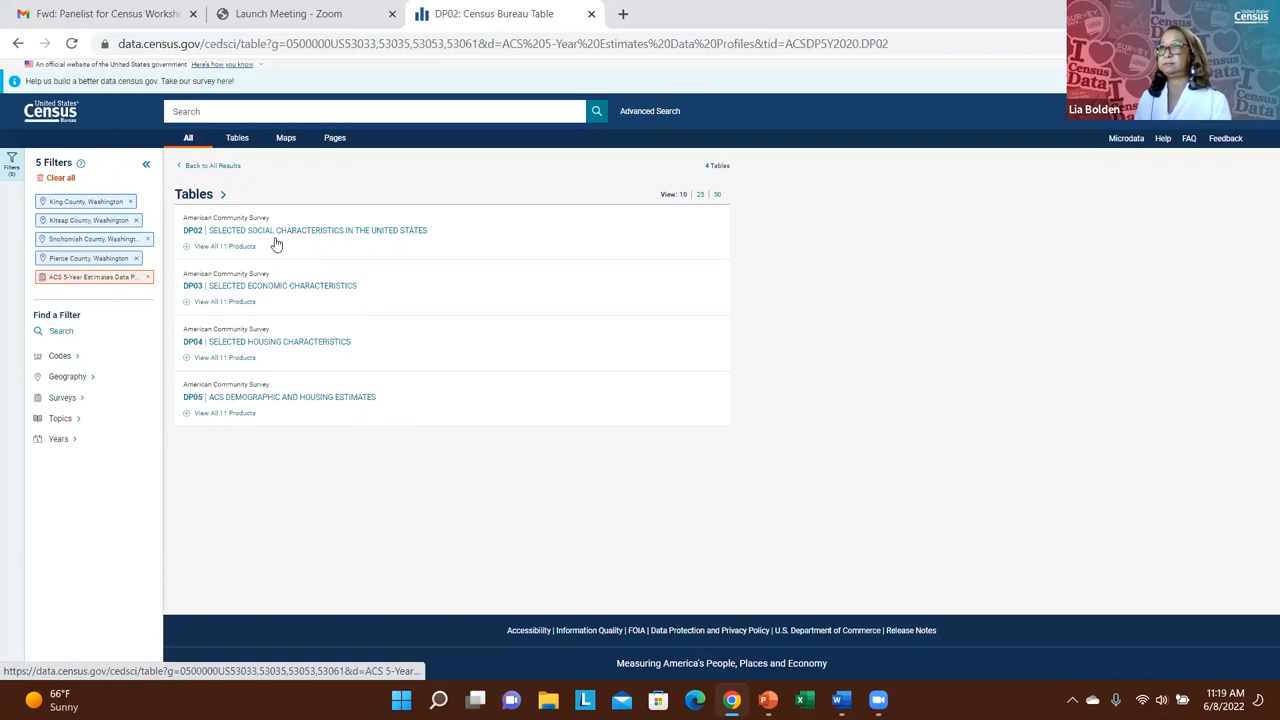 Fwd: Panelist for Census Worksh
Launch Meeting - Zoom
DP02: Census Bureau Table
data.census.gov/cedsci/table?g=0500000US53033,53035,53053,53061&d=ACS%205-Year%20Estimates%20Data%20Profiles&tid=ACSDP5Y2020.DP02
An official website of the United States government Here's how you know
Help us build a better data.census.gov. Take our survey here!
United States
Census
Bureau
Search
Advanced Search
All Tables Maps Pages
Microdata Help FAQ Feedback
Filters
(5)
5 Filters
Clear all
King County, Washington
Kitsap County, Washington
Snohomish County, Washingt...
Pierce County, Washington
ACS 5-Year Estimates Data P...
Find a Filter
Search
Codes
Geography
Surveys
Topics
Years
Back to All Results
4 Tables
Tables
View: 10 | 25 | 50
American Community Survey
DP02 | SELECTED SOCIAL CHARACTERISTICS IN THE UNITED STATES
View All 11 Products
American Community Survey
DP03 | SELECTED ECONOMIC CHARACTERISTICS
View All 11 Products
American Community Survey
DP04 | SELECTED HOUSING CHARACTERISTICS
View All 11 Products
American Community Survey
DP05 | ACS DEMOGRAPHIC AND HOUSING ESTIMATES
View All 11 Products
Accessibility | Information Quality | FOIA | Data Protection and Privacy Policy | U.S. Department of Commerce | Release Notes
Measuring America's People, Places and Economy
https://data.census.gov/cedsci/table?g=0500000US53033,53035,53053,53061&d=ACS 5-Year...
66°F
Sunny
11:19 AM
6/8/2022
Census
I
Census
Data
Lia Bolden